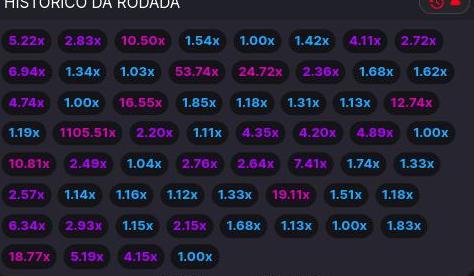 HISTÓRICO DA RODADA
5.22x 2.83x 10.50x 1.54x 1.00x 1.42x 4.11x 2.72x
6.94x 1.34x 1.03x 53.74x 24.72x 2.36x 1.68x 1.62x
4.74x 1.00x 16.55x 1.85x 1.18x 1.31x 1.13x 12.74x
1.19x 1105.51x 2.20x 1.11x 4.35x 4.20x 4.89x 1.00x
10.81x 2.49x 1.04x 2.76x 2.64x 7.41x 1.74x 1.33x
2.57x 1.14x 1.16x 1.12x 1.33x 19.11x 1.51x 1.18x
6.34x 2.93x 1.15x 2.15x 1.68x 1.13x 1.00x 1.83x
18.77x 5.19x 4.15x 1.00x